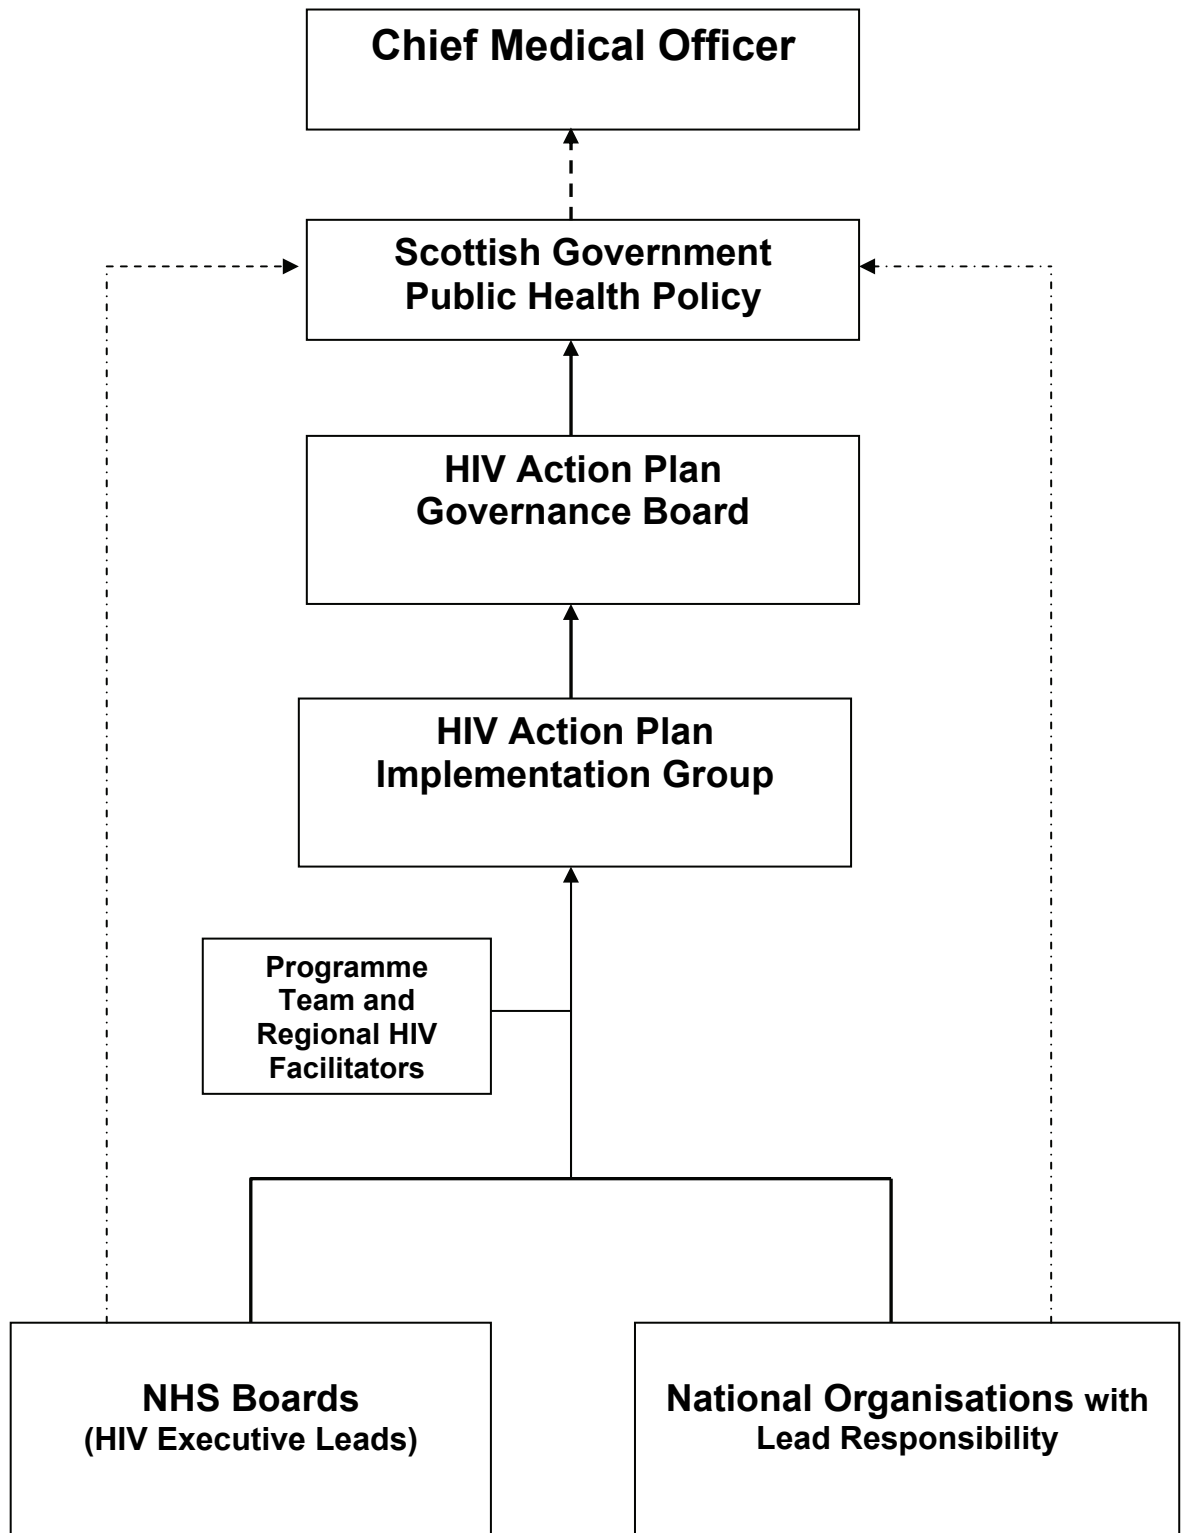 Chief Medical Officer
Scottish Government
Public Health Policy
HIV Action Plan
Governance Board
HIV Action Plan
Implementation Group
Programme
Team and
Regional HIV
Facilitators
NHS Boards
(HIV Executive Leads)
National Organisations with
Lead Responsibility